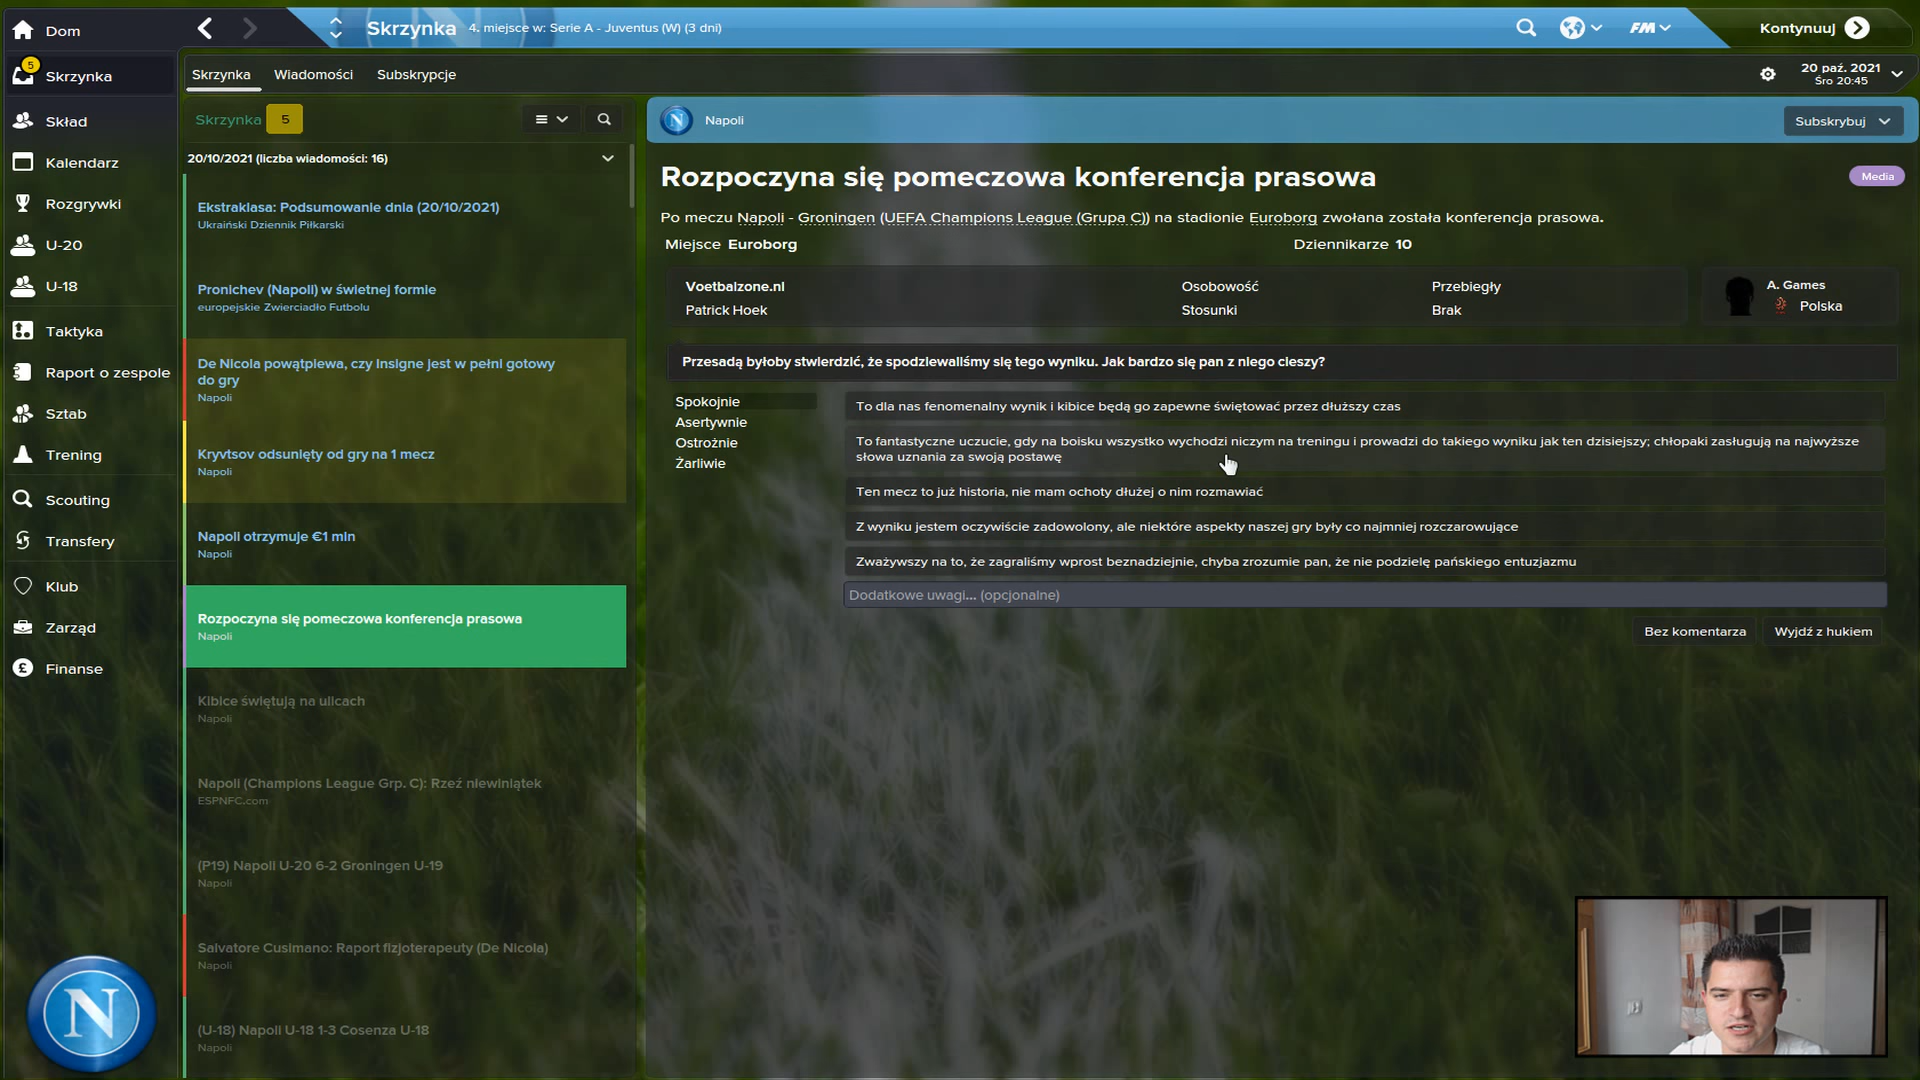 Dom
Skrzynka
4. miejsce w: Serie A - Juventus (W) (3 dni)
FM
Kontynuuj
5
Skrzynka
Skrzynka
Wiadomości
Subskrypcje
20 paź. 2021
Śro 20:45
Skład
Kalendarz
Rozgrywki
U-20
U-18
Taktyka
Raport o zespole
Sztab
Trening
Scouting
Transfery
Klub
Zarząd
Finanse
N
Skrzynka
5
20/10/2021 (liczba wiadomości: 16)
Ekstraklasa: Podsumowanie dnia (20/10/2021)
Ukraiński Dziennik Piłkarski
Pronichev (Napoli) w świetnej formie
europejskie Zwierciadło Futbolu
De Nicola powątpiewa, czy Insigne jest w pełni gotowy
do gry
Napoli
Kryvtsov odsunięty od gry na 1 mecz
Napoli
Napoli otrzymuje €1 mln
Napoli
Rozpoczyna się pomeczowa konferencja prasowa
Napoli
Kibice świętują na ulicach
Napoli
Napoli (Champions League Grp. C): Rzeź niewiniątek
ESPNFC.com
(P19) Napoli U-20 6-2 Groningen U-19
Napoli
Salvatore Cusimano: Raport fizjoterapeuty (De Nicola)
Napoli
(U-18) Napoli U-18 1-3 Cosenza U-18
Napoli
N
Napoli
Subskrybuj
Rozpoczyna się pomeczowa konferencja prasowa
Media
Po meczu Napoli - Groningen (UEFA Champions League (Grupa C)) na stadionie Euroborg zwołana została konferencja prasowa.
Miejsce Euroborg
Dziennikarze 10
Voetbalzone.nl
Osobowość
Przebiegły
Patrick Hoek
Stosunki
Brak
A. Games
Polska
Przesadą byłoby stwierdzić, że spodziewaliśmy się tego wyniku. Jak bardzo się pan z niego cieszy?
Spokojnie
Asertywnie
Ostrożnie
Żarliwie
To dla nas fenomenalny wynik i kibice będą go zapewne świętować przez dłuższy czas
To fantastyczne uczucie, gdy na boisku wszystko wychodzi niczym na treningu i prowadzi do takiego wyniku jak ten dzisiejszy; chłopaki zasługują na najwyższe
słowa uznania za swoją postawę
Ten mecz to już historia, nie mam ochoty dłużej o nim rozmawiać
Z wyniku jestem oczywiście zadowolony, ale niektóre aspekty naszej gry były co najmniej rozczarowujące
Zważywszy na to, że zagraliśmy wprost beznadziejnie, chyba zrozumie pan, że nie podzielę pańskiego entuzjazmu
Dodatkowe uwagi... (opcjonalne)
Bez komentarza
Wyjdź z hukiem